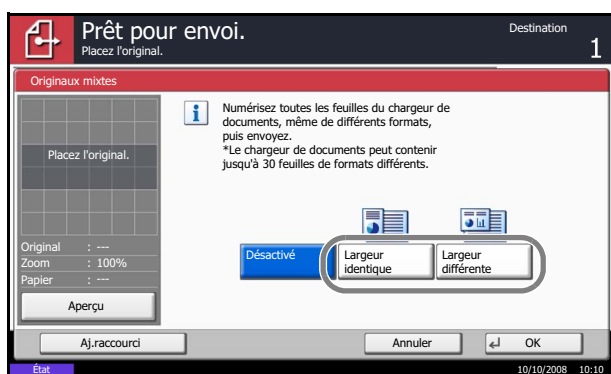 Prêt pour envoi.
Placez l'original.
Destination
1
Originaux mixtes
Placez l'original.
Numérisez toutes les feuilles du chargeur de
documents, même de différents formats,
puis envoyez.
*Le chargeur de documents peut contenir
jusqu'à 30 feuilles de formats différents.
Original : ---
Zoom : 100%
Papier : ---
Aperçu
Désactivé
Largeur
identique
Largeur
différente
Aj.raccourci
Annuler
OK
État
10/10/2008 10:10